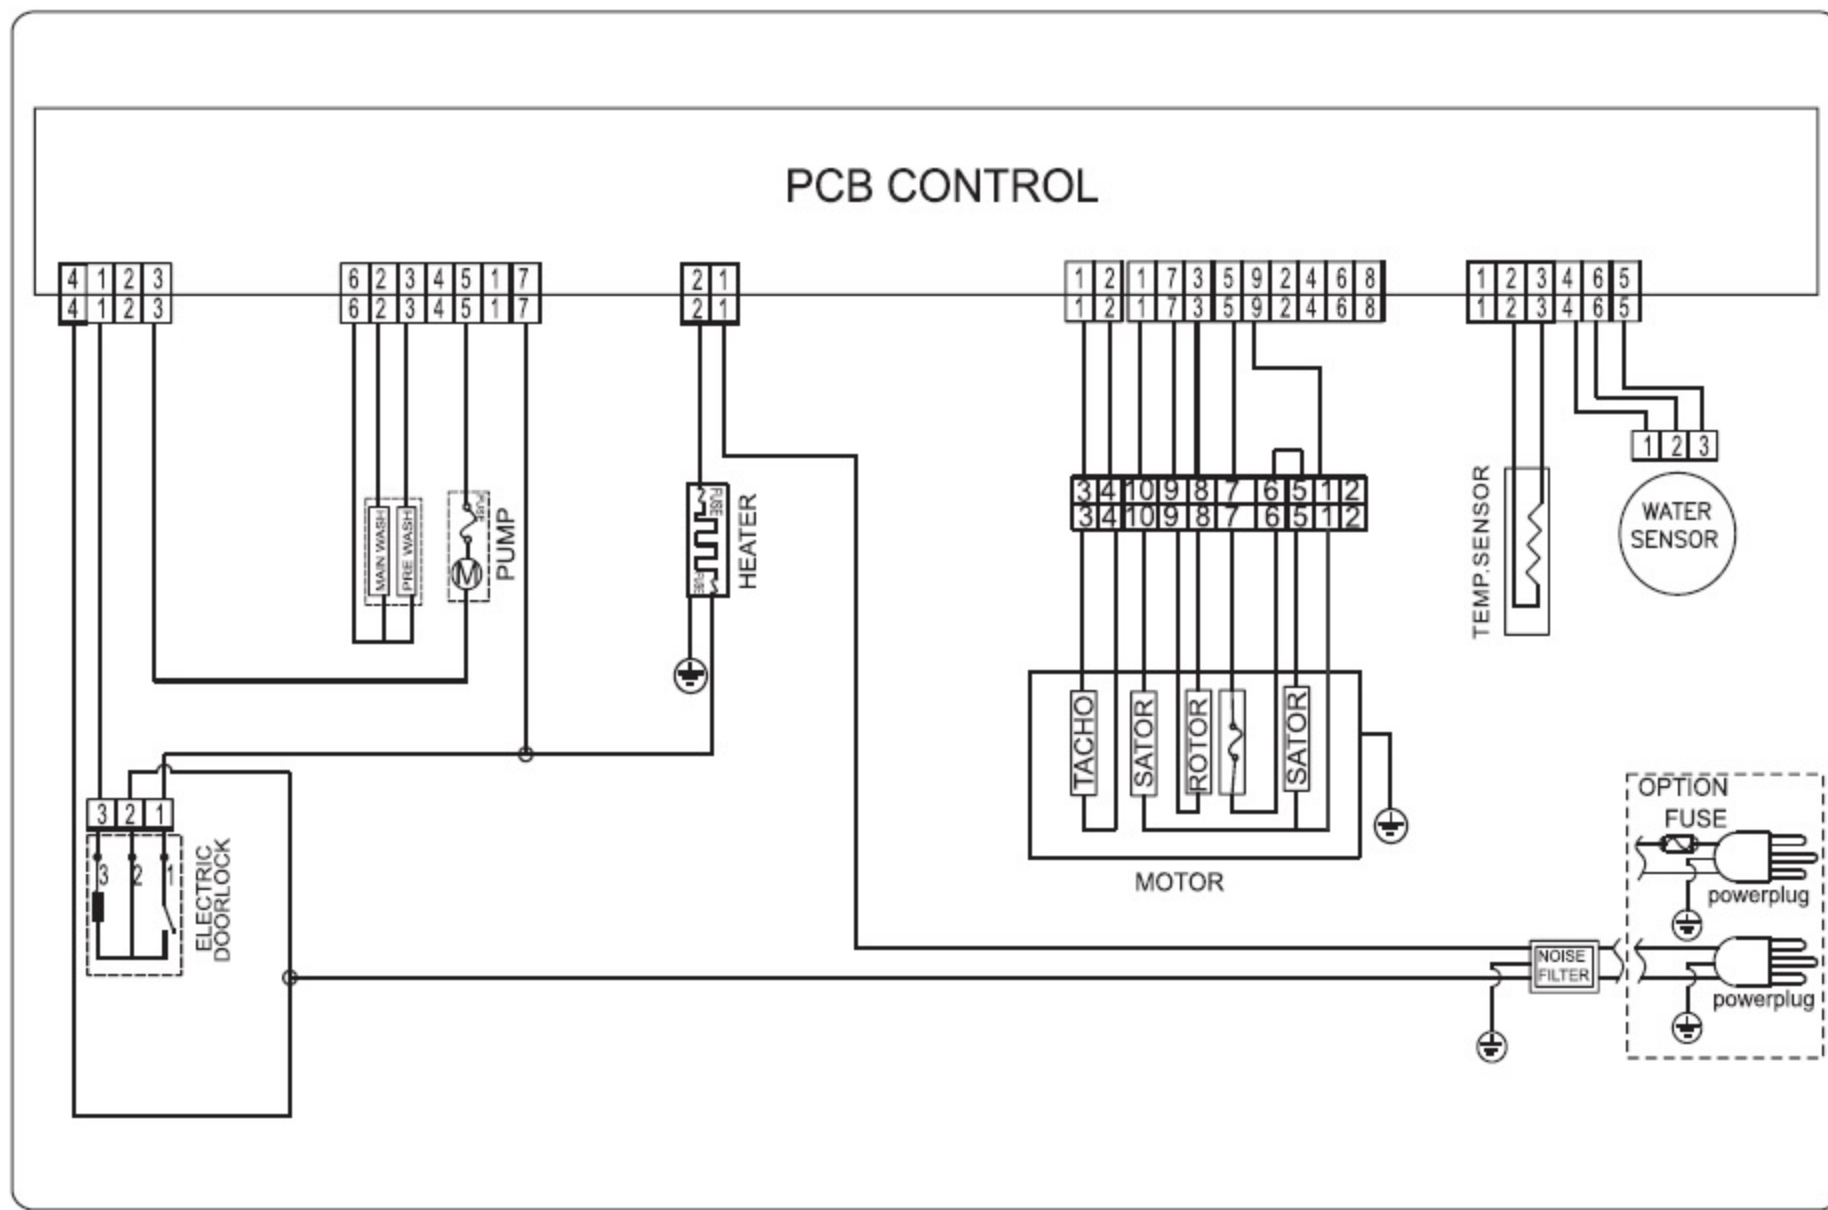 PCB CONTROL
4 1 2 3
6 2 3 4 5 1 7
2 1
1 2
1 7 3 5 9 2 4 6 8
1 2 3 4 6 5
4 1 2 3
6 2 3 4 5 1 7
2 1
1 2
1 7 3 5 9 2 4 6 8
1 2 3 4 6 5
1 2 3
WATER
SENSOR
TEMP.SENSOR
3 4 10 9 8 7 6 5 1 2
3 4 10 9 8 7 6 5 1 2
MAIN WASH
PRE WASH
FUSE
M
PUMP
FUSE
FUSE
HEATER
TACHO
SATOR
ROTOR
SATOR
MOTOR
3 2 1
3 2 1
ELECTRIC
DOORLOCK
OPTION
FUSE
powerplug
NOISE
FILTER
powerplug